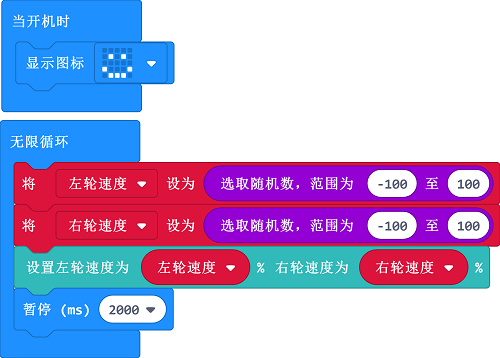 当开机时
显示图标
无限循环
将 左轮速度 设为 选取随机数，范围为 -100 至 100
将 右轮速度 设为 选取随机数，范围为 -100 至 100
设置左轮速度为 左轮速度 % 右轮速度为 右轮速度 %
暂停 (ms) 2000